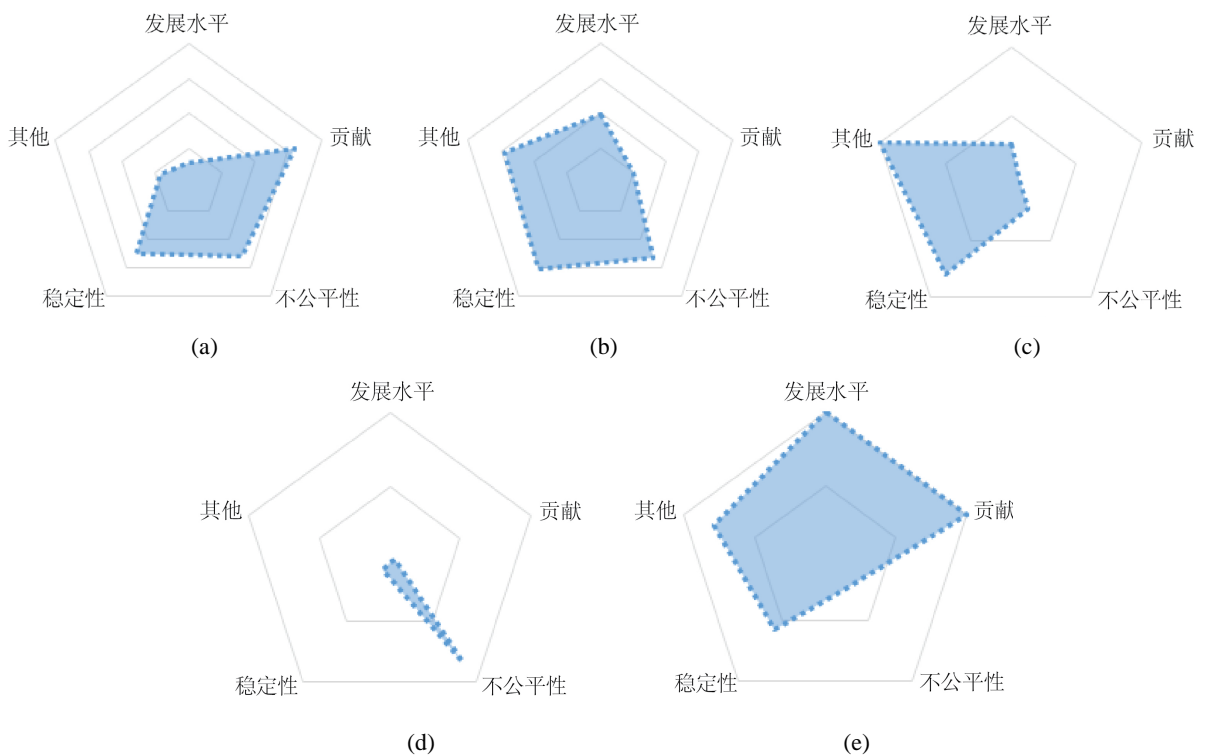 发展水平
其他
贡献
稳定性
不公平性
(a)
发展水平
其他
贡献
稳定性
不公平性
(b)
发展水平
其他
贡献
稳定性
不公平性
(c)
发展水平
其他
贡献
稳定性
不公平性
(d)
发展水平
其他
贡献
稳定性
不公平性
(e)